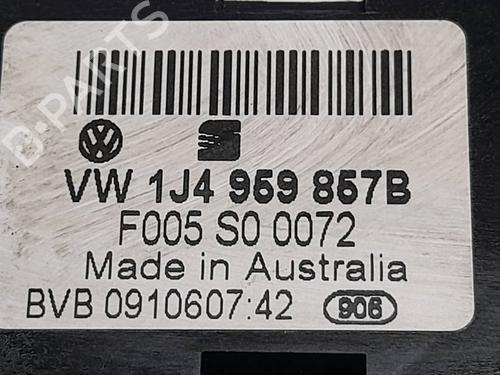 B-PARTS
VW 1J4 959 857B
F005 S0 0072
Made in Australia
BVB 0910607:42 906